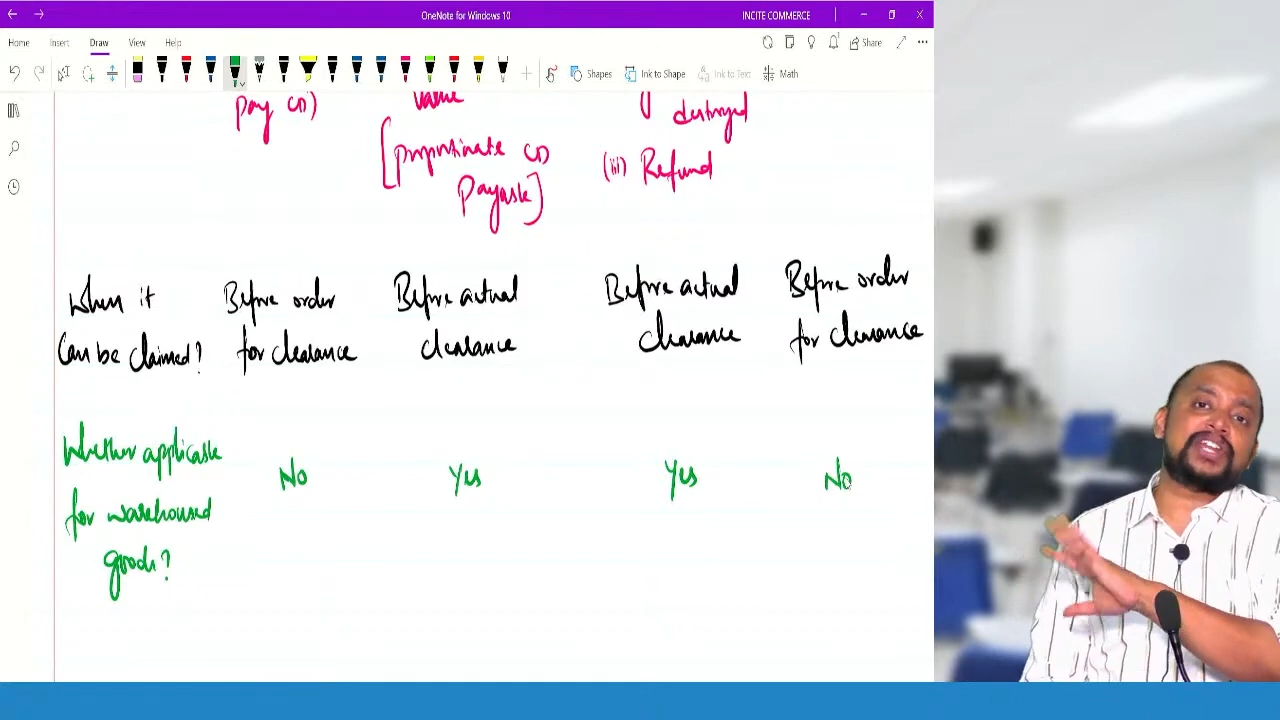 OneNote for Windows 10
INCITE COMMERCE
Home Insert Draw View Help
Share
Shapes Ink to Shape Ink to Text Math
pay CD)
value
[proportionate CD
Payable]
destroyed
(iii) Refund
When it
can be claimed?
Before order
for clearance
Before actual
clearance
Before actual
clearance
Before order
for clearance
Whether applicable
for warehoused
goods?
No
Yes
Yes
No